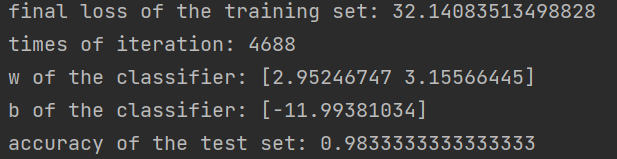 final loss of the training set: 32.14083513498828
times of iteration: 4688
w of the classifier: [2.95246747 3.15566445]
b of the classifier: [-11.99381034]
accuracy of the test set: 0.9833333333333333